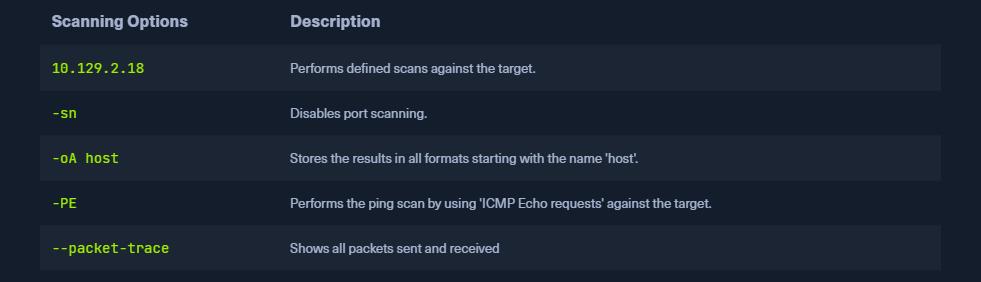 Scanning Options Description
10.129.2.18 Performs defined scans against the target.
-sn Disables port scanning.
-oA host Stores the results in all formats starting with the name 'host'.
-PE Performs the ping scan by using 'ICMP Echo requests' against the target.
--packet-trace Shows all packets sent and received